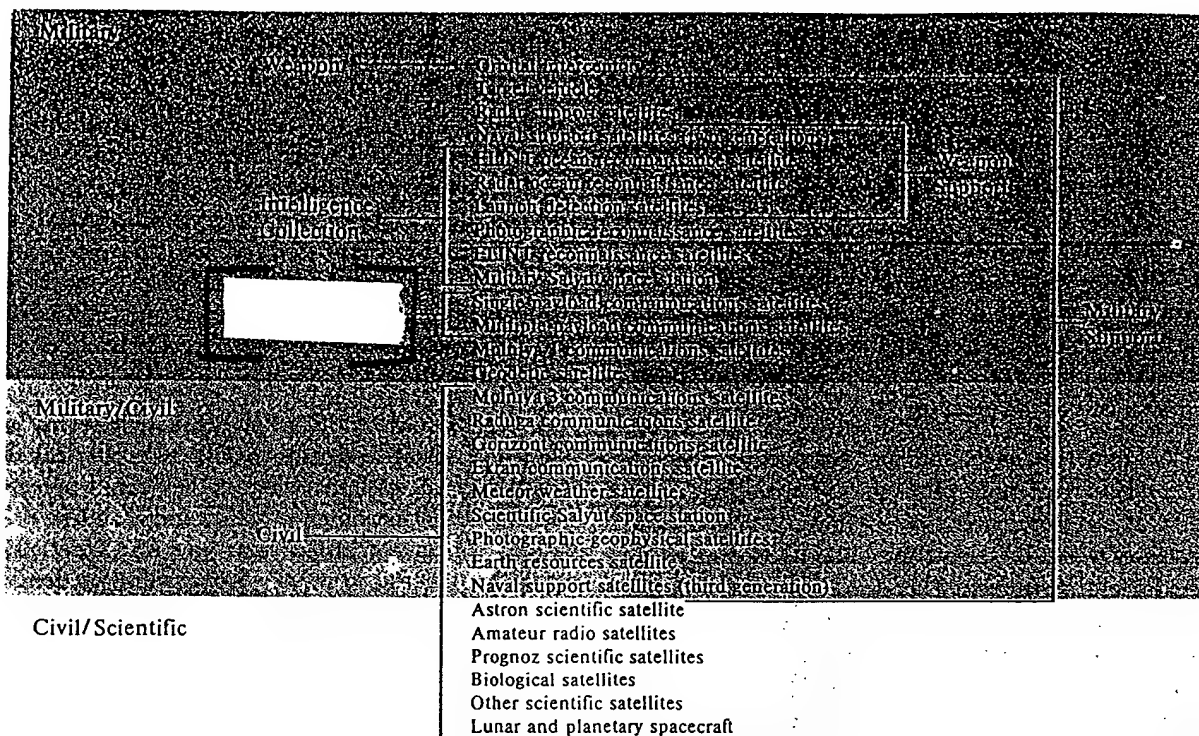 Military
Weapon
Orbital interceptor
Target vehicle
Radar support satellites
Naval support satellites (first generation)
ELINT ocean reconnaissance satellite
Weapon
Radar ocean reconnaissance satellite
Support
Intelligence
Launch detection satellites
Collection
Photographic reconnaissance satellites
ELINT reconnaissance satellites
Military Salyut space station
Single payload communications satellites
Military
Multiple payload communications satellites
Support
Molniya 1 communications satellites
Geodetic satellites
Molniya 3 communications satellites
Military/Civil
Raduga communications satellites
Gorizont communications satellite
Ekran communications satellite
Meteor weather satellites
Scientific Salyut space station
Civil
Photographic geophysical satellites
Earth resources satellite
Naval support satellites (third generation)
Astron scientific satellite
Civil/Scientific
Amateur radio satellites
Prognoz scientific satellites
Biological satellites
Other scientific satellites
Lunar and planetary spacecraft